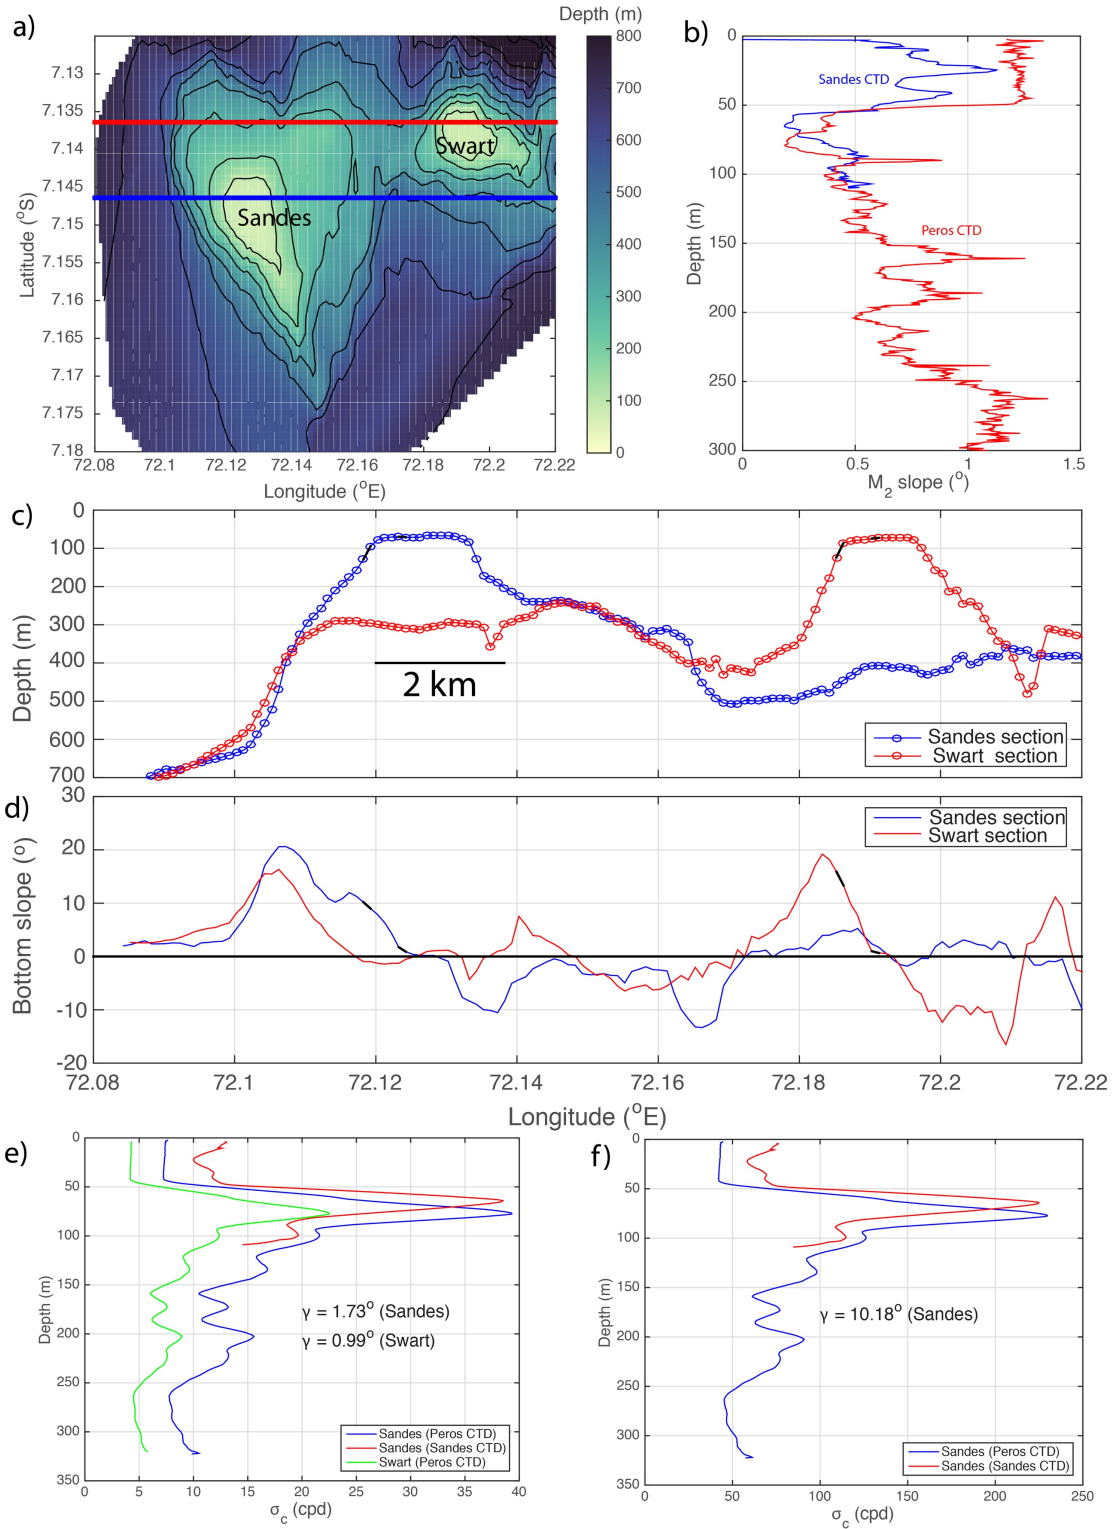 a)
Depth (m)
7.13
7.135
7.14
7.145
7.15
7.155
7.16
7.165
7.17
7.175
7.18
Latitude (°S)
Swart
Sandes
72.08
72.1
72.12
72.14
72.16
72.18
72.2
72.22
Longitude (°E)
800
700
600
500
400
300
200
100
0
b)
0
50
100
150
200
250
300
Depth (m)
Sandes CTD
Peros CTD
0
0.5
1
1.5
M2 slope (°)
c)
0
100
200
300
400
500
600
700
Depth (m)
2 km
Sandes section
Swart section
d)
30
20
10
0
-10
-20
Bottom slope (°)
Sandes section
Swart section
72.08
72.1
72.12
72.14
72.16
72.18
72.2
72.22
Longitude (°E)
e)
0
50
100
150
200
250
300
350
Depth (m)
γ = 1.73° (Sandes)
γ = 0.99° (Swart)
Sandes (Peros CTD)
Sandes (Sandes CTD)
Swart (Peros CTD)
0
5
10
15
20
25
30
35
40
σc (cpd)
f)
0
50
100
150
200
250
300
350
Depth (m)
γ = 10.18° (Sandes)
Sandes (Peros CTD)
Sandes (Sandes CTD)
0
50
100
150
200
250
σc (cpd)